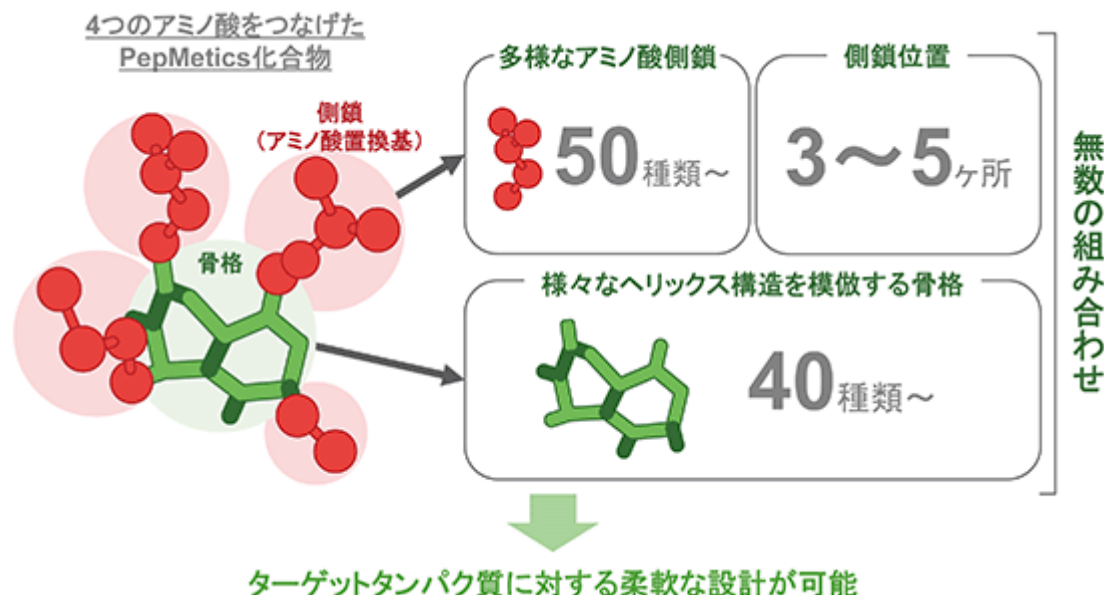 4つのアミノ酸をつなげた
PepMetics化合物
側鎖
（アミノ酸置換基）
骨格
多様なアミノ酸側鎖
50種類～
側鎖位置
3～5ヶ所
様々なヘリックス構造を模倣する骨格
40種類～
無数の組み合わせ
ターゲットタンパク質に対する柔軟な設計が可能